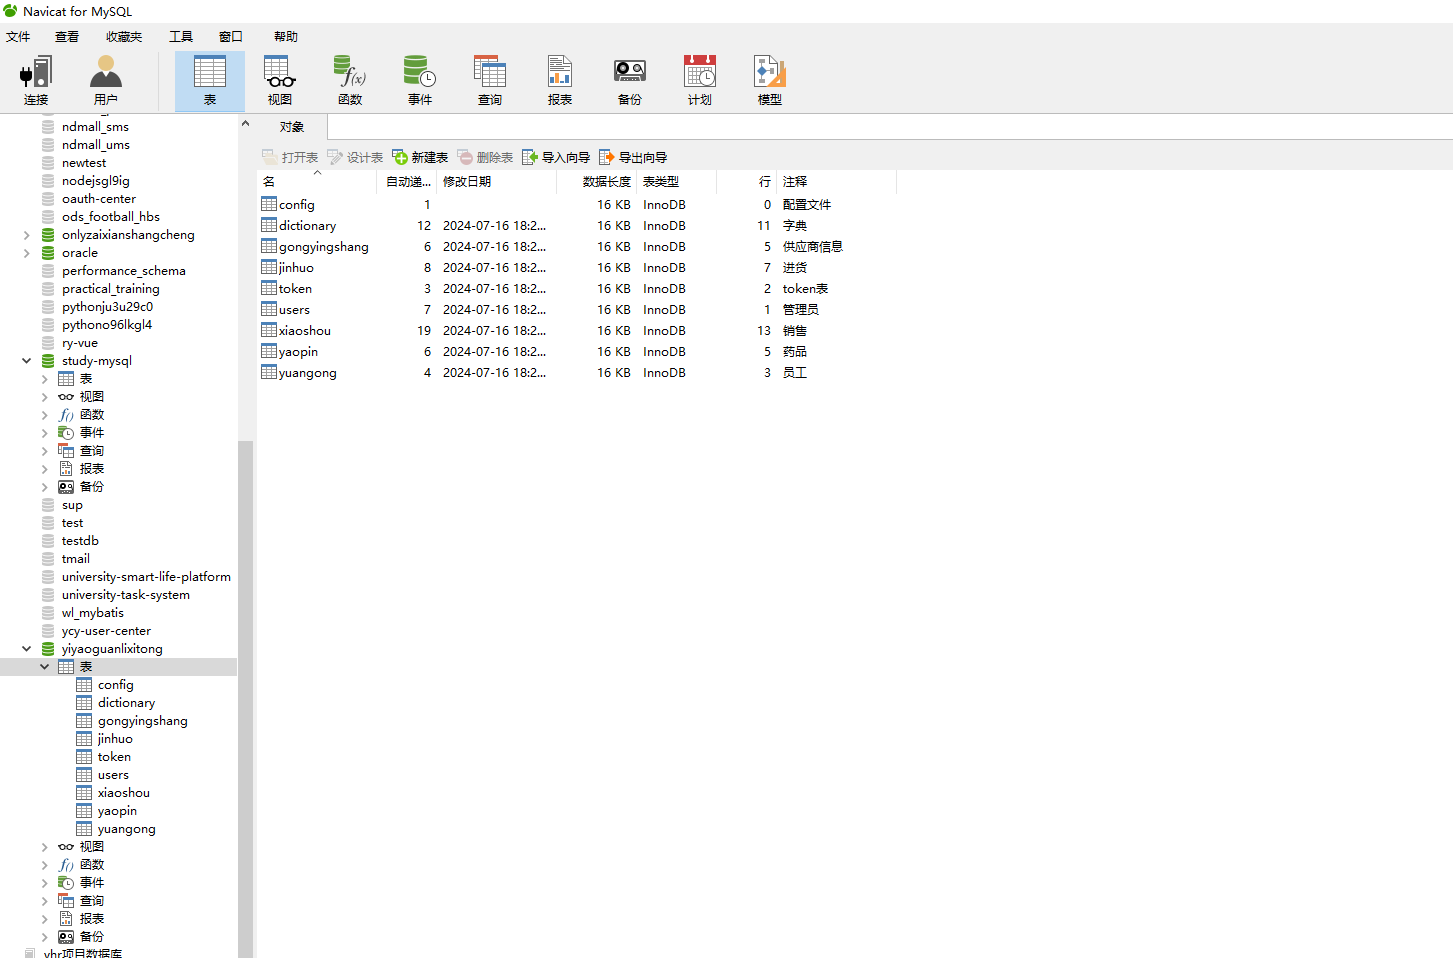 Navicat for MySQL
文件 查看 收藏夹 工具 窗口 帮助
连接 用户 表 视图 函数 事件 查询 报表 备份 计划 模型
对象
打开表 设计表 新建表 删除表 导入向导 导出向导
名 自动递... 修改日期 数据长度 表类型 行 注释
config 1 16 KB InnoDB 0 配置文件
dictionary 12 2024-07-16 18:2... 16 KB InnoDB 11 字典
gongyingshang 6 2024-07-16 18:2... 16 KB InnoDB 5 供应商信息
jinhuo 8 2024-07-16 18:2... 16 KB InnoDB 7 进货
token 3 2024-07-16 18:2... 16 KB InnoDB 2 token表
users 7 2024-07-16 18:2... 16 KB InnoDB 1 管理员
xiaoshou 19 2024-07-16 18:2... 16 KB InnoDB 13 销售
yaopin 6 2024-07-16 18:2... 16 KB InnoDB 5 药品
yuangong 4 2024-07-16 18:2... 16 KB InnoDB 3 员工
ndmall_sms
ndmall_ums
newtest
nodejsgl9ig
oauth-center
ods_football_hbs
onlyzaixianshangcheng
oracle
performance_schema
practical_training
pythonju3u29c0
pythono96lkgl4
ry-vue
study-mysql
表
视图
函数
事件
查询
报表
备份
sup
test
testdb
tmail
university-smart-life-platform
university-task-system
wl_mybatis
ycy-user-center
yiyaoguanlixitong
表
config
dictionary
gongyingshang
jinhuo
token
users
xiaoshou
yaopin
yuangong
视图
函数
事件
查询
报表
备份
vhr项目数据库